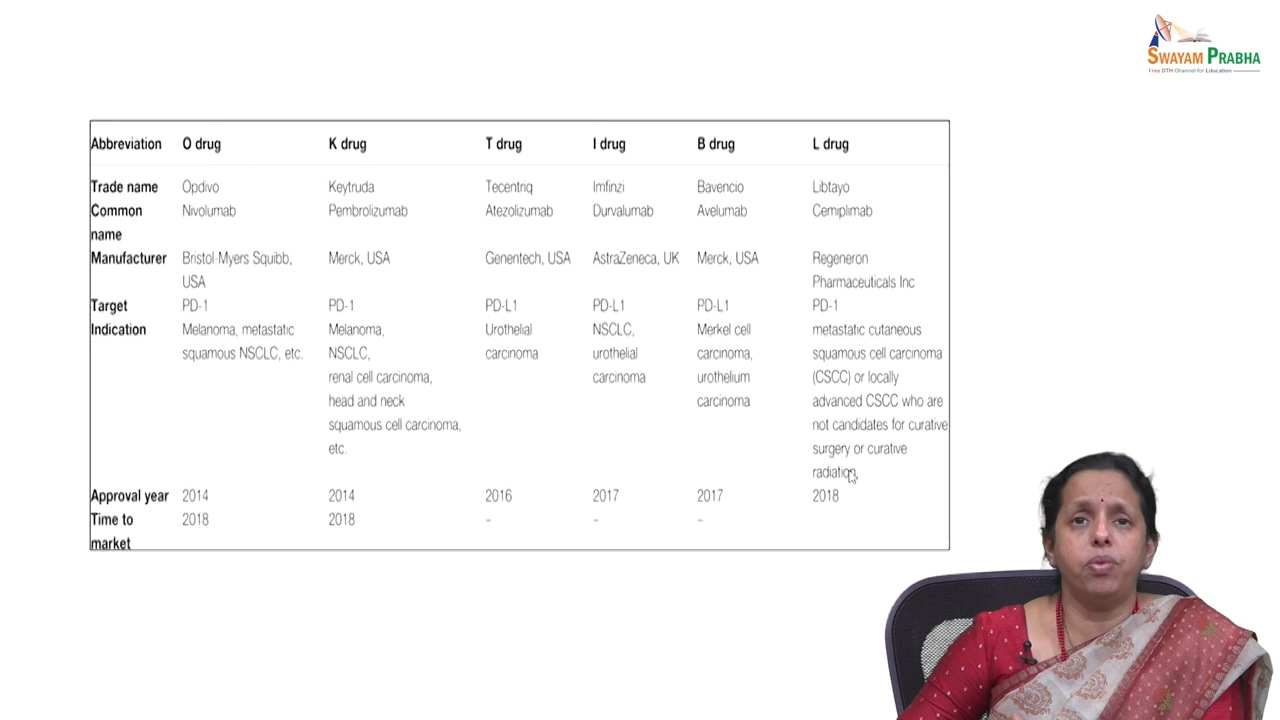 SWAYAM PRABHA
Free DTH Channel for Education
Abbreviation O drug K drug T drug I drug B drug L drug
Trade name Opdivo Keytruda Tecentriq Imfinzi Bavencio Libtayo
Common Nivolumab Pembrolizumab Atezolizumab Durvalumab Avelumab Cemiplimab
name
Manufacturer Bristol-Myers Squibb, Merck, USA Genentech, USA AstraZeneca, UK Merck, USA Regeneron
USA Pharmaceuticals Inc
Target PD-1 PD-1 PD-L1 PD-L1 PD-L1 PD-1
Indication Melanoma, metastatic Melanoma, Urothelial NSCLC, Merkel cell metastatic cutaneous
squamous NSCLC, etc. NSCLC, carcinoma urothelial carcinoma, squamous cell carcinoma
renal cell carcinoma, carcinoma urothelium (CSCC) or locally
head and neck carcinoma advanced CSCC who are
squamous cell carcinoma, not candidates for curative
etc. surgery or curative
radiation.
Approval year 2014 2014 2016 2017 2017 2018
Time to 2018 2018 - - -
market